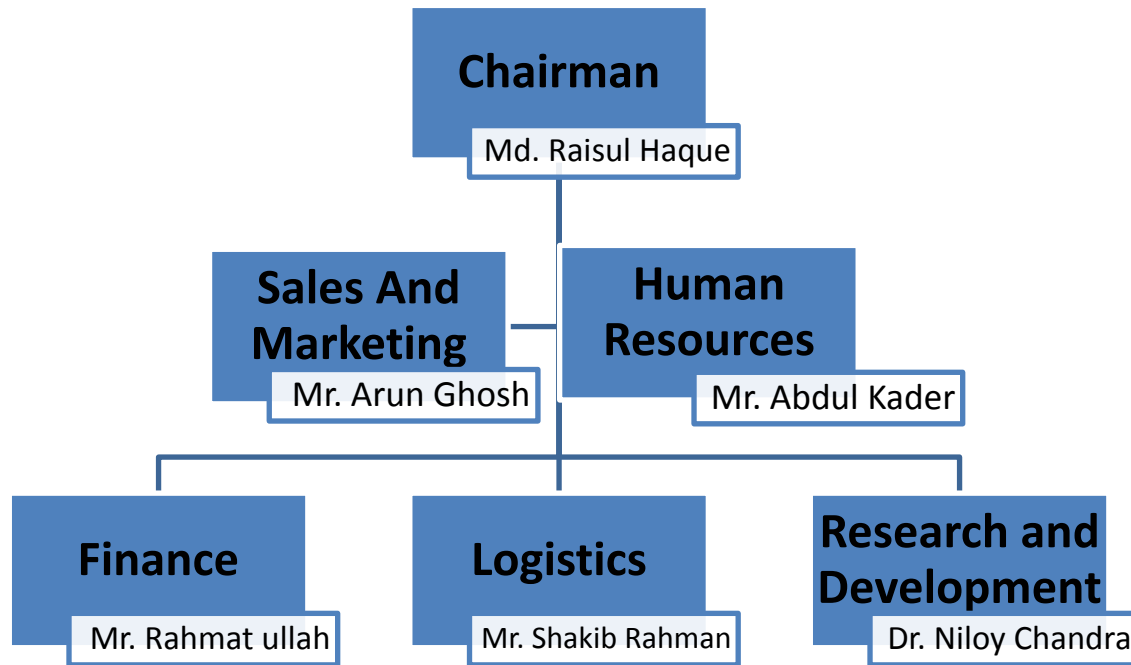 Chairman
Md. Raisul Haque
Sales And
Marketing
Mr. Arun Ghosh
Human
Resources
Mr. Abdul Kader
Finance
Mr. Rahmat ullah
Logistics
Mr. Shakib Rahman
Research and
Development
Dr. Niloy Chandra